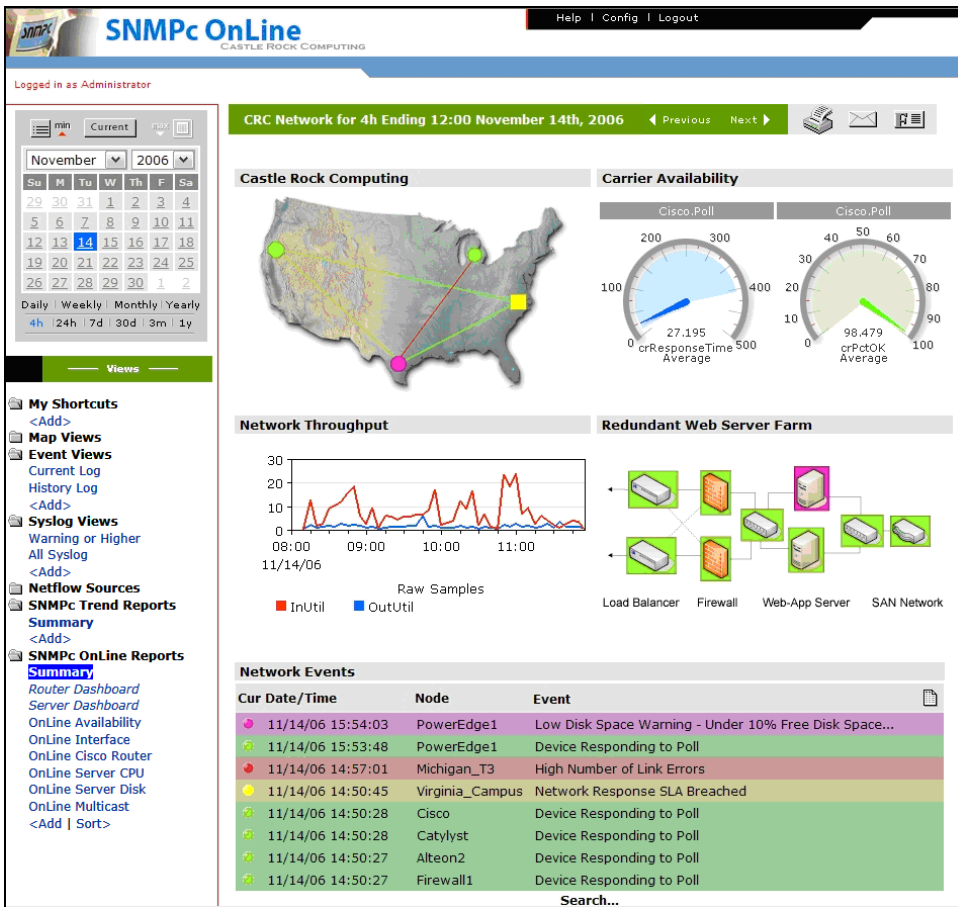 SNMPc
SNMPc OnLine
CASTLE ROCK COMPUTING
Help | Config | Logout
Logged in as Administrator
min Current max
November 2006
Su M Tu W Th F Sa
29 30 31 1 2 3 4
5 6 7 8 9 10 11
12 13 14 15 16 17 18
19 20 21 22 23 24 25
26 27 28 29 30 1 2
Daily | Weekly | Monthly | Yearly
4h | 24h | 7d | 30d | 3m | 1y
Views
My Shortcuts
<Add>
Map Views
Event Views
Current Log
History Log
<Add>
Syslog Views
Warning or Higher
All Syslog
<Add>
Netflow Sources
SNMPc Trend Reports
Summary
<Add>
SNMPc OnLine Reports
Summary
Router Dashboard
Server Dashboard
OnLine Availability
OnLine Interface
OnLine Cisco Router
OnLine Server CPU
OnLine Server Disk
OnLine Multicast
<Add | Sort>
CRC Network for 4h Ending 12:00 November 14th, 2006 Previous Next
Castle Rock Computing
Carrier Availability
Cisco.Poll
0 100 200 300 400 500
27.195
crResponseTime
Average
Cisco.Poll
0 10 20 30 40 50 60 70 80 90 100
98.479
crPctOK
Average
Network Throughput
30
20
10
0
08:00 09:00 10:00 11:00
11/14/06
Raw Samples
InUtil OutUtil
Redundant Web Server Farm
Load Balancer Firewall Web-App Server SAN Network
Network Events
Cur Date/Time Node Event
11/14/06 15:54:03 PowerEdge1 Low Disk Space Warning - Under 10% Free Disk Space...
11/14/06 15:53:48 PowerEdge1 Device Responding to Poll
11/14/06 14:57:01 Michigan_T3 High Number of Link Errors
11/14/06 14:50:45 Virginia_Campus Network Response SLA Breached
11/14/06 14:50:28 Cisco Device Responding to Poll
11/14/06 14:50:28 Catylyst Device Responding to Poll
11/14/06 14:50:27 Alteon2 Device Responding to Poll
11/14/06 14:50:27 Firewall1 Device Responding to Poll
Search...